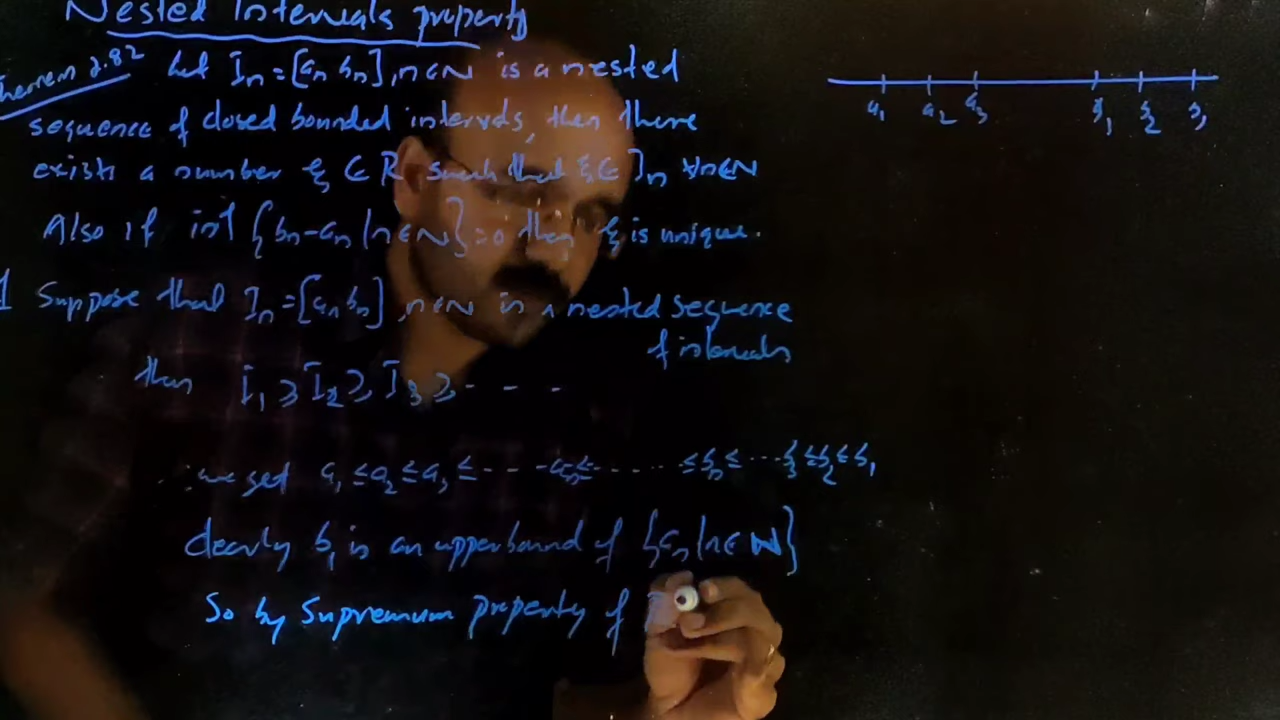 Nested Intervals property
Theorem 2.82 Let Iₙ = [aₙ bₙ], n∈N is a nested
sequence of closed bounded intervals, then there
exists a number ξ ∈ R such that ξ ∈ Iₙ ∀n∈N
Also if inf {bₙ-aₙ | n∈N} = 0 then, ξ is unique.
Suppose that Iₙ = [aₙ bₙ], n∈N is a nested sequence
of intervals
then I₁ ⊇ I₂ ⊇ I₃ ⊇ - - -
we get a₁ ≤ a₂ ≤ a₃ ≤ - - - aₙ ≤ ...... ≤ bₙ ≤ ... b₃ ≤ b₂ ≤ b₁
clearly b₁ is an upper bound of {aₙ | n∈N}
So by Supremum property of
a₁ a₂ a₃ b₂ b₁